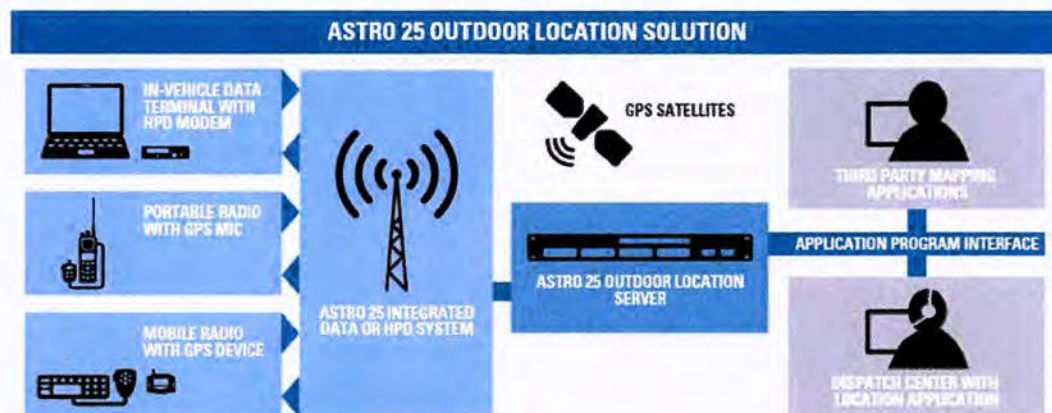 ASTRO 25 OUTDOOR LOCATION SOLUTION
IN-VEHICLE DATA
TERMINAL WITH
HPD MODEM
PORTABLE RADIO
WITH GPS MIC
MOBILE RADIO
WITH GPS DEVICE
ASTRO 25 INTEGRATED
DATA OR HPD SYSTEM
GPS SATELLITES
ASTRO 25 OUTDOOR LOCATION
SERVER
THIRD PARTY MAPPING
APPLICATIONS
APPLICATION PROGRAM INTERFACE
DISPATCH CENTER WITH
LOCATION APPLICATION